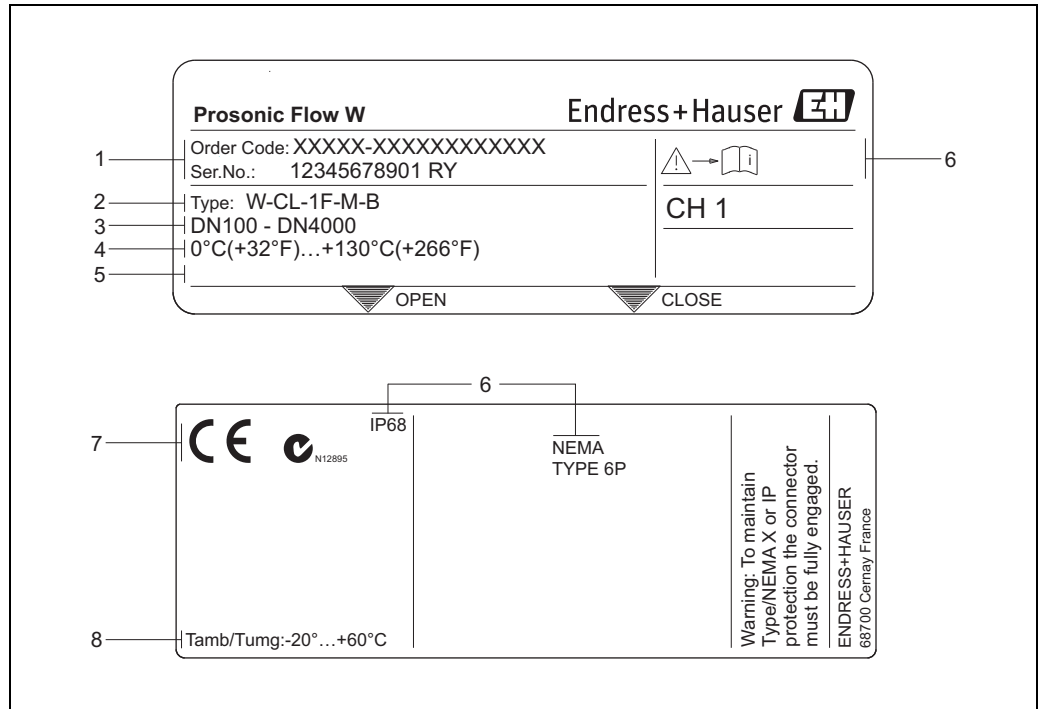 Prosonic Flow W
Endress+Hauser EH
1
Order Code: XXXXX-XXXXXXXXXXXX
Ser.No.: 12345678901 RY
i
6
2
Type: W-CL-1F-M-B
CH 1
3
DN100 - DN4000
4
0°C(+32°F)...+130°C(+266°F)
5
OPEN
CLOSE
6
7
CE
N12895
IP68
NEMA
TYPE 6P
8
Tamb/Tumg:-20°...+60°C
Warning: To maintain
Type/NEMA X or IP
protection the connector
must be fully engaged.
ENDRESS+HAUSER
68700 Cernay France